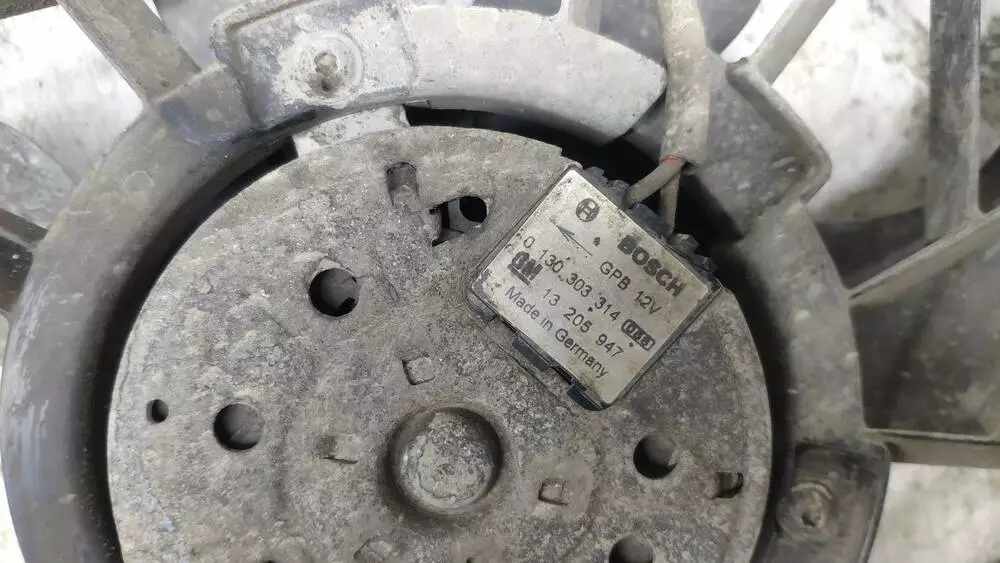 BOSCH
GPB 12V
0 130 303 314
GM 13 205 947
Made in Germany